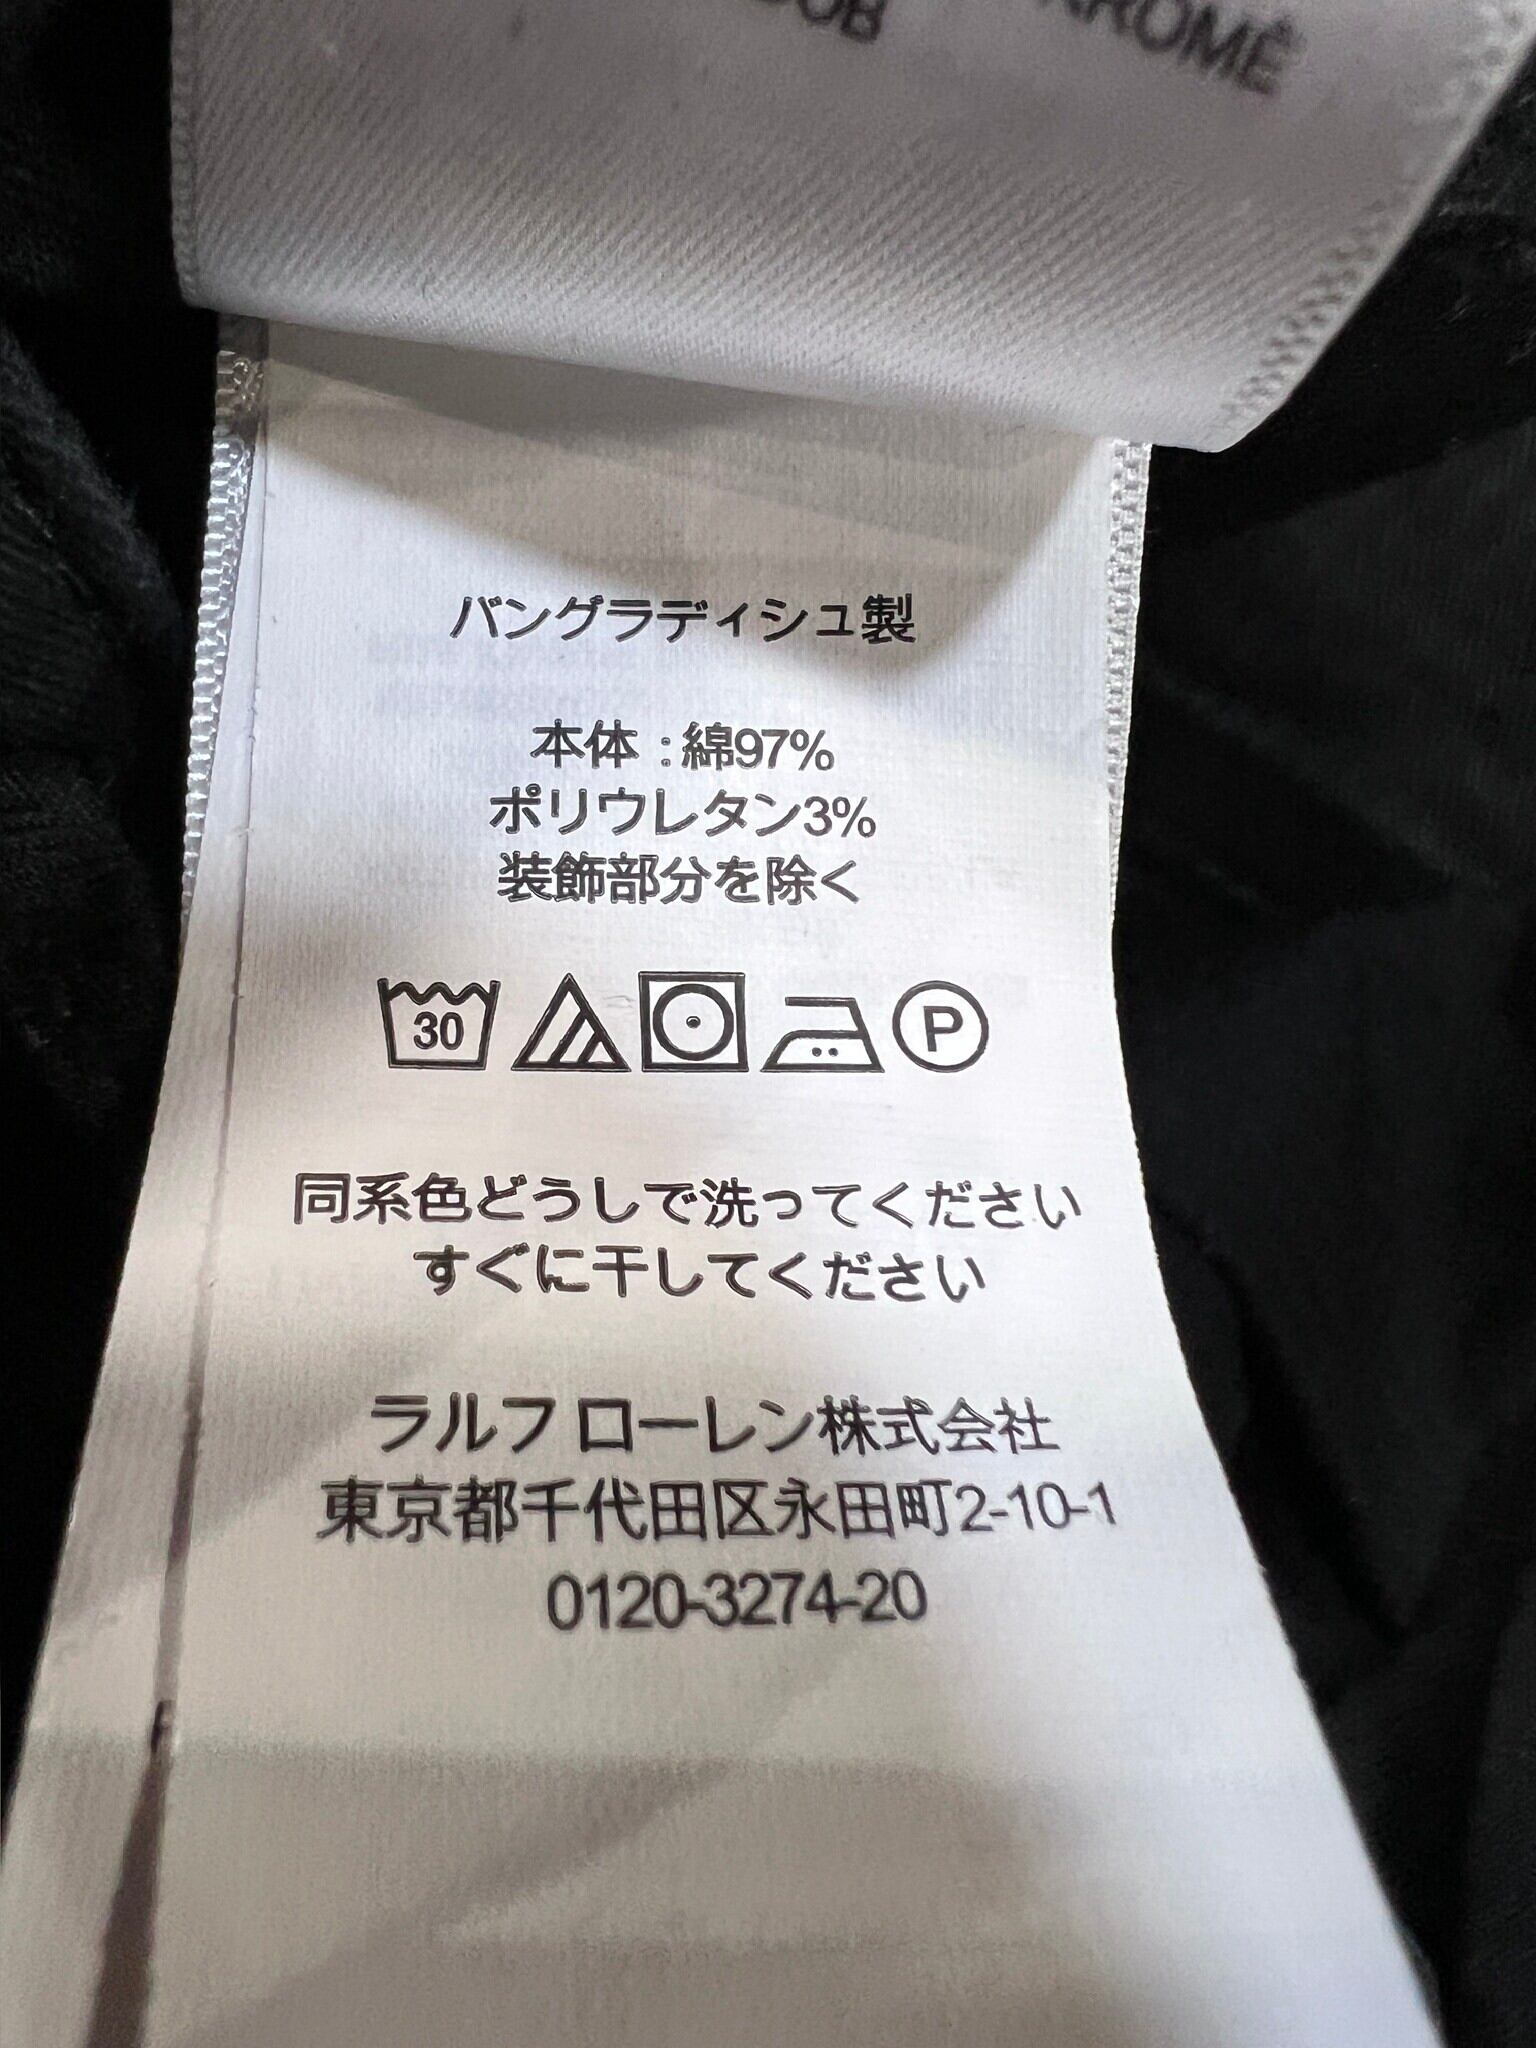 バングラディシュ製
本体 : 綿97%
ポリウレタン3%
装飾部分を除く
30
P
同系色どうしで洗ってください
すぐに干してください
ラルフ ローレン株式会社
東京都千代田区永田町2-10-1
0120-3274-20